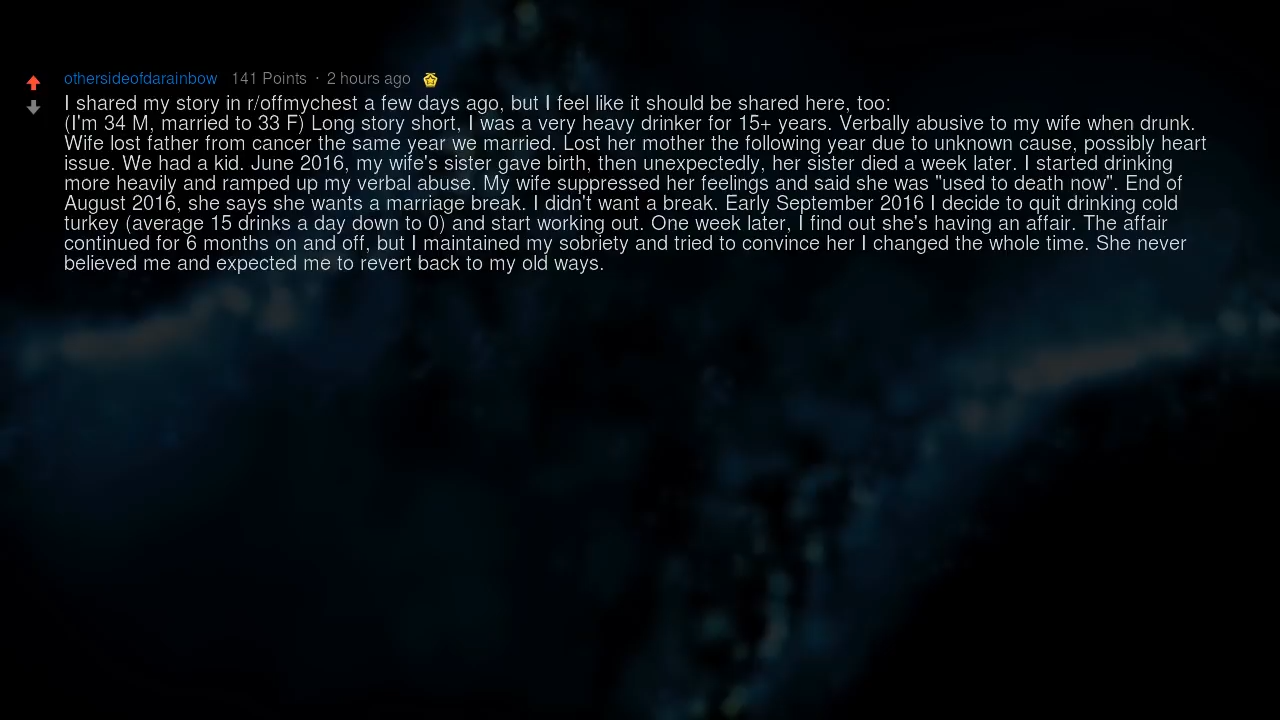 othersideofdarainbow 141 Points · 2 hours ago
I shared my story in r/offmychest a few days ago, but I feel like it should be shared here, too:
(I'm 34 M, married to 33 F) Long story short, I was a very heavy drinker for 15+ years. Verbally abusive to my wife when drunk.
Wife lost father from cancer the same year we married. Lost her mother the following year due to unknown cause, possibly heart
issue. We had a kid. June 2016, my wife's sister gave birth, then unexpectedly, her sister died a week later. I started drinking
more heavily and ramped up my verbal abuse. My wife suppressed her feelings and said she was "used to death now". End of
August 2016, she says she wants a marriage break. I didn't want a break. Early September 2016 I decide to quit drinking cold
turkey (average 15 drinks a day down to 0) and start working out. One week later, I find out she's having an affair. The affair
continued for 6 months on and off, but I maintained my sobriety and tried to convince her I changed the whole time. She never
believed me and expected me to revert back to my old ways.